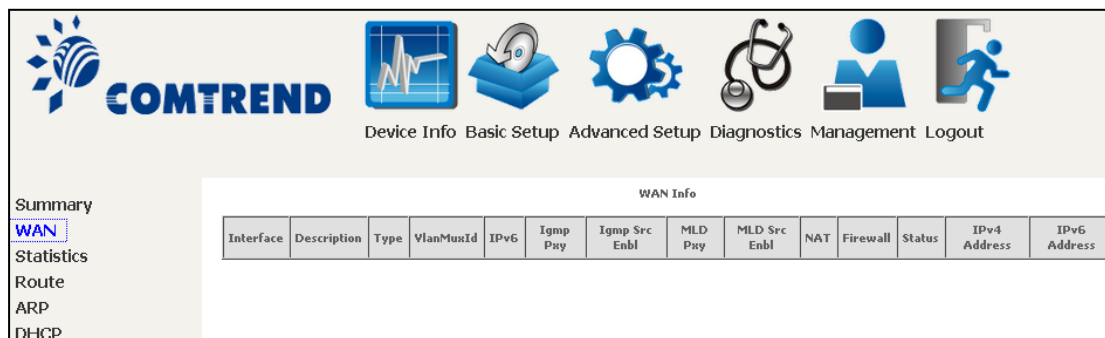 COMTREND
Device Info Basic Setup Advanced Setup Diagnostics Management Logout
Summary
WAN
Statistics
Route
ARP
DHCP
WAN Info
Interface Description Type VlanMuxId IPv6 Igmp Pxy Igmp Src Enbl MLD Pxy MLD Src Enbl NAT Firewall Status IPv4 Address IPv6 Address